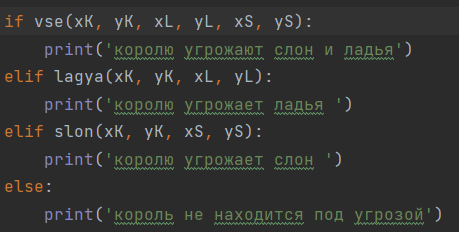 if vse(xK, yK, xL, yL, xS, yS):
    print('королю угрожают слон и ладья')
elif lagya(xK, yK, xL, yL):
    print('королю угрожает ладья ')
elif slon(xK, yK, xS, yS):
    print('королю угрожает слон ')
else:
    print('король не находится под угрозой')